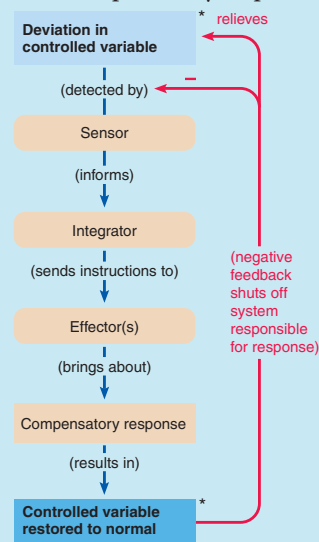 Deviation in
controlled variable
*
relieves
–
(detected by)
Sensor
(informs)
Integrator
(sends instructions to)
Effector(s)
(brings about)
Compensatory response
(results in)
Controlled variable
restored to normal
*
(negative
feedback
shuts off
system
responsible
for response)